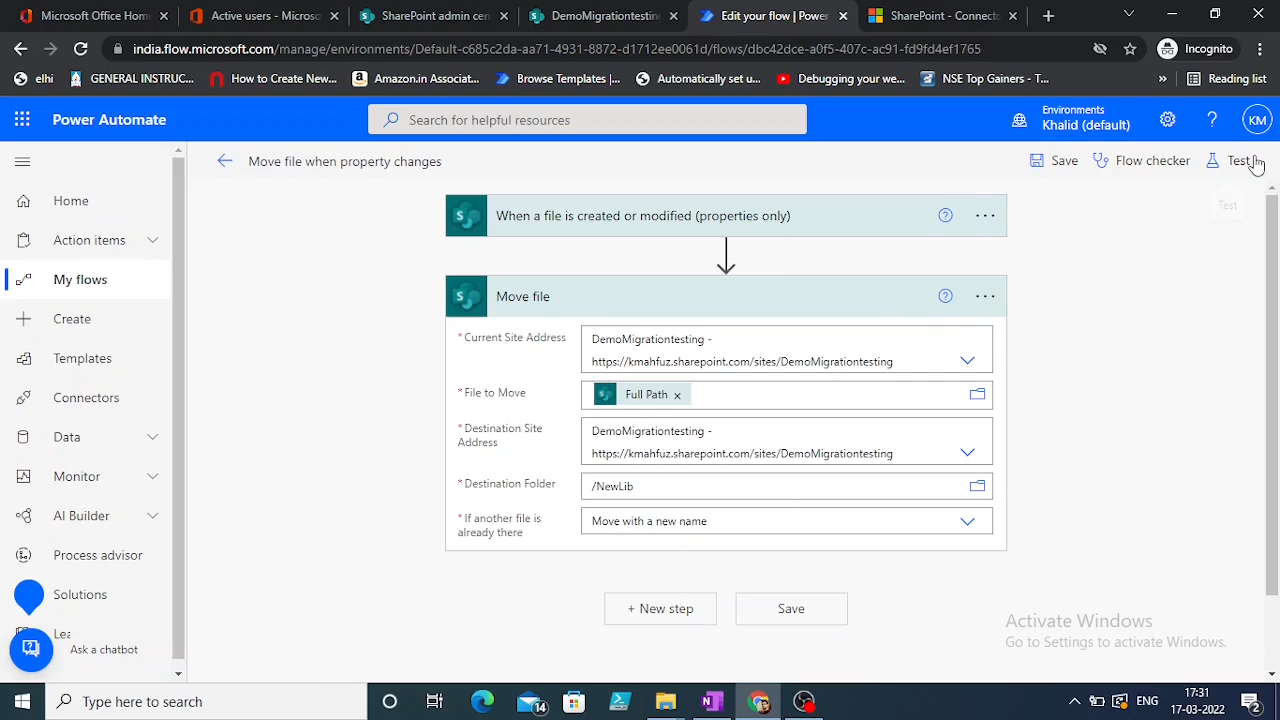 Microsoft Office Home
Active users - Microso
SharePoint admin cen
DemoMigrationtesting
Edit your flow | Power
SharePoint - Connecto
india.flow.microsoft.com/manage/environments/Default-c685c2da-aa71-4931-8872-d1712ee0061d/flows/dbc42dce-a0f5-407c-ac91-fd9fd4ef1765
Incognito
elhi
GENERAL INSTRUC...
How to Create New...
Amazon.in Associat...
Browse Templates |...
Automatically set u...
Debugging your we...
NSE Top Gainers - T...
»
Reading list
Power Automate
Search for helpful resources
Environments
Khalid (default)
?
KM
Move file when property changes
Save
Flow checker
Test
Test
Home
Action items
My flows
Create
Templates
Connectors
Data
Monitor
AI Builder
Process advisor
Solutions
Lea
Ask a chatbot
When a file is created or modified (properties only)
?
...
Move file
?
...
*Current Site Address
DemoMigrationtesting -
https://kmahfuz.sharepoint.com/sites/DemoMigrationtesting
*File to Move
Full Path ×
*Destination Site
Address
DemoMigrationtesting -
https://kmahfuz.sharepoint.com/sites/DemoMigrationtesting
*Destination Folder
/NewLib
*If another file is
already there
Move with a new name
+ New step
Save
Activate Windows
Go to Settings to activate Windows.
Type here to search
14
ENG
17:31
17-03-2022
2